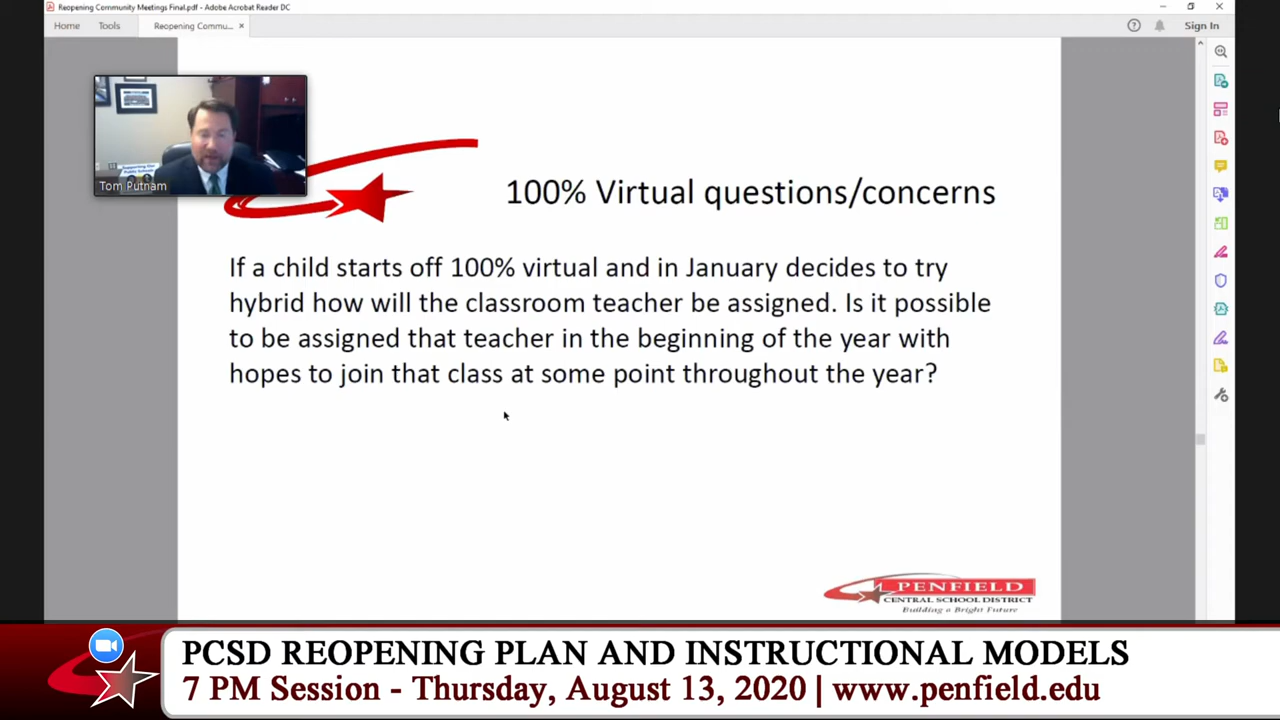 Reopening Community Meetings Final.pdf - Adobe Acrobat Reader DC
Home Tools Reopening Commu... Sign In
Supporting Our
Public Schools
Tom Putnam
100% Virtual questions/concerns
If a child starts off 100% virtual and in January decides to try
hybrid how will the classroom teacher be assigned. Is it possible
to be assigned that teacher in the beginning of the year with
hopes to join that class at some point throughout the year?
PENFIELD
CENTRAL SCHOOL DISTRICT
Building a Bright Future
PCSD REOPENING PLAN AND INSTRUCTIONAL MODELS
7 PM Session - Thursday, August 13, 2020 | www.penfield.edu